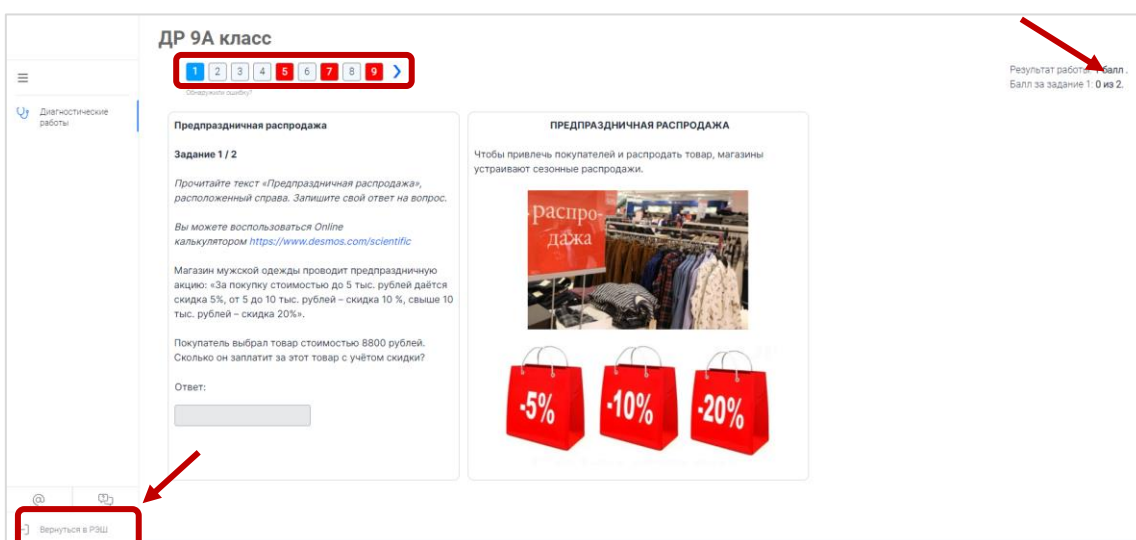 ДР 9А класс
1 2 3 4 5 6 7 8 9
Обнаружили ошибку?
Результат работы: 1 балл .
Балл за задание 1: 0 из 2.
Диагностические
работы
Предпраздничная распродажа
Задание 1 / 2
Прочитайте текст «Предпраздничная распродажа»,
расположенный справа. Запишите свой ответ на вопрос.
Вы можете воспользоваться Online
калькулятором https://www.desmos.com/scientific
Магазин мужской одежды проводит предпраздничную
акцию: «За покупку стоимостью до 5 тыс. рублей даётся
скидка 5%, от 5 до 10 тыс. рублей – скидка 10 %, свыше 10
тыс. рублей – скидка 20%».
Покупатель выбрал товар стоимостью 8800 рублей.
Сколько он заплатит за этот товар с учётом скидки?
Ответ:
ПРЕДПРАЗДНИЧНАЯ РАСПРОДАЖА
Чтобы привлечь покупателей и распродать товар, магазины
устраивают сезонные распродажи.
распро-
дажа
-5% -10% -20%
Вернуться в РЭШ